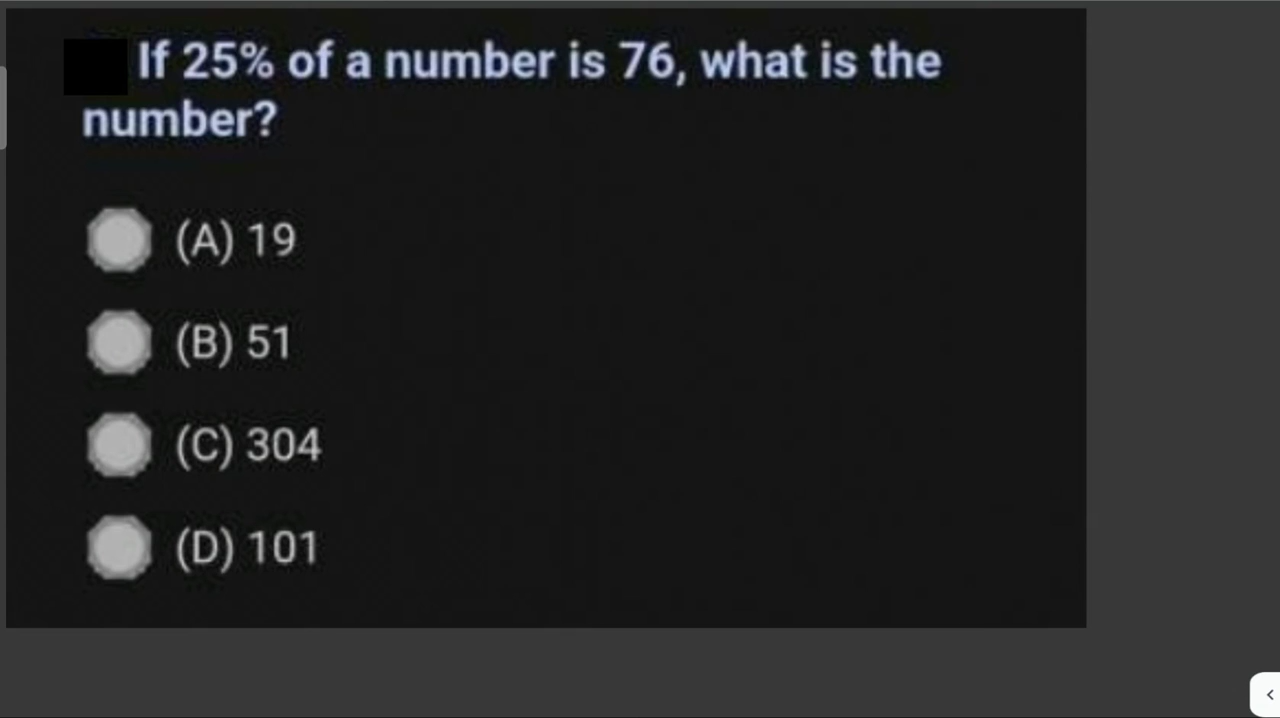 If 25% of a number is 76, what is the
number?
(A) 19
(B) 51
(C) 304
(D) 101